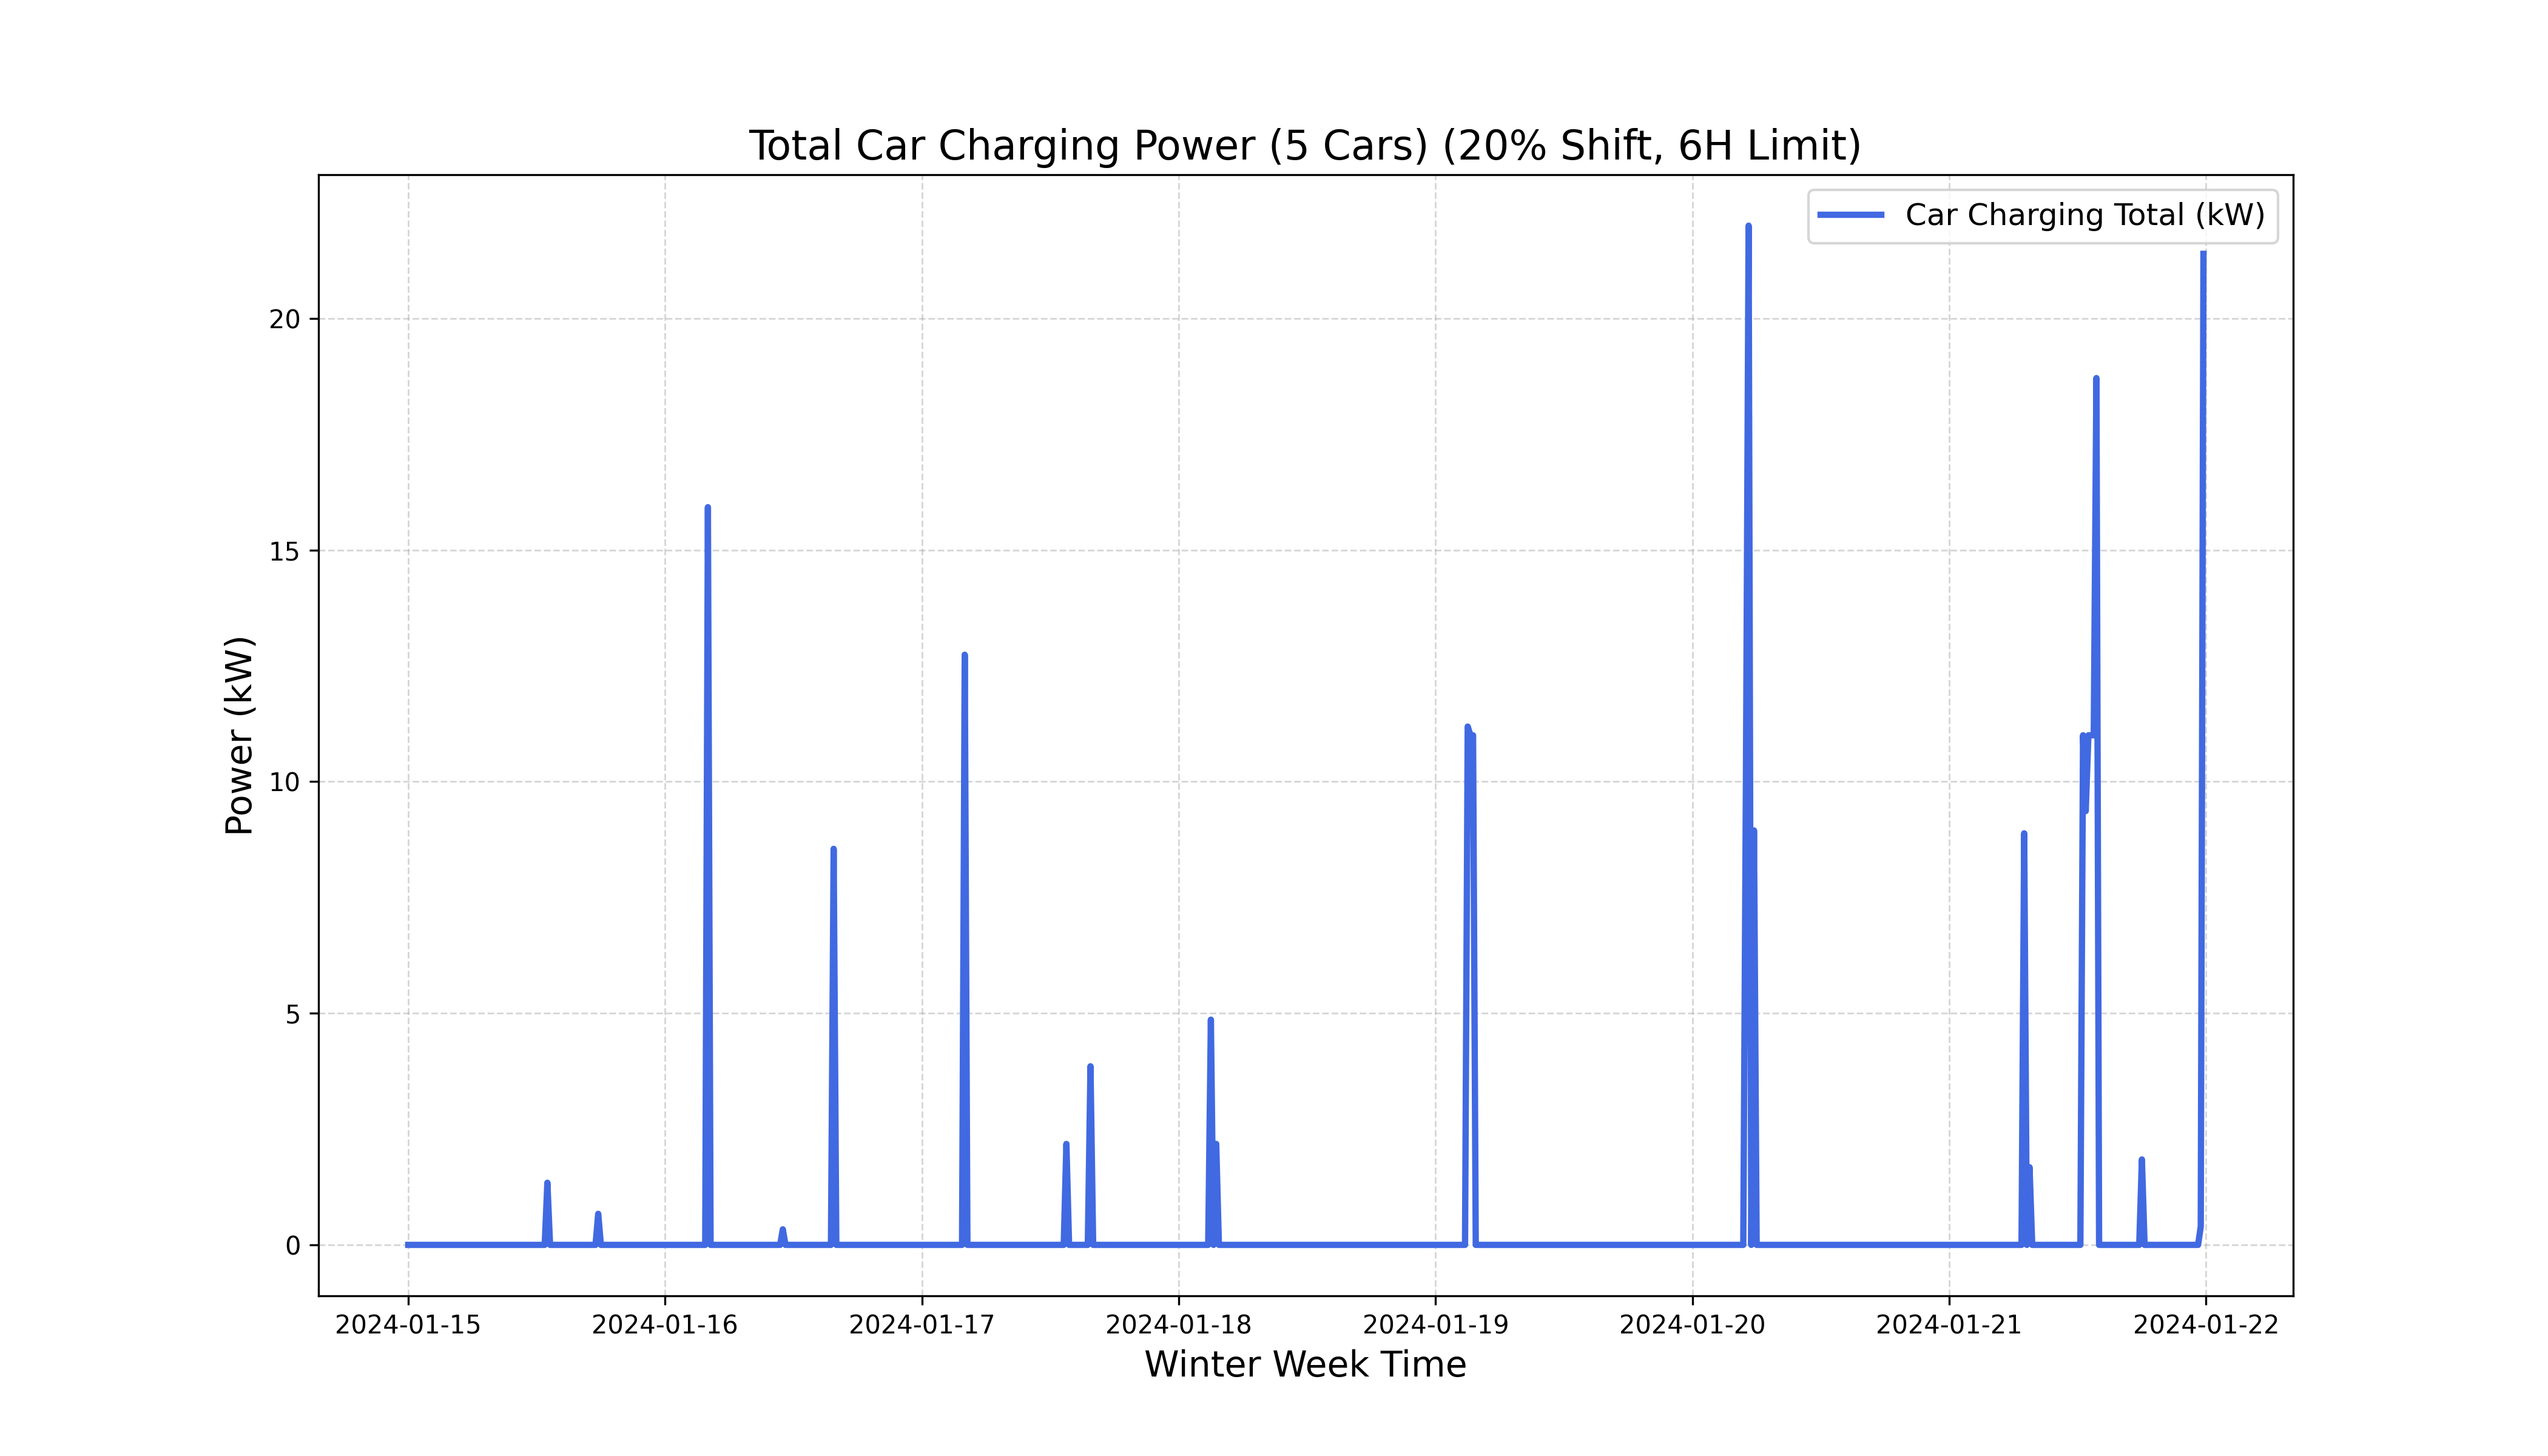 Total Car Charging Power (5 Cars) (20% Shift, 6H Limit)
Car Charging Total (kW)
Power (kW)
20
15
10
5
0
2024-01-15 2024-01-16 2024-01-17 2024-01-18 2024-01-19 2024-01-20 2024-01-21 2024-01-22
Winter Week Time